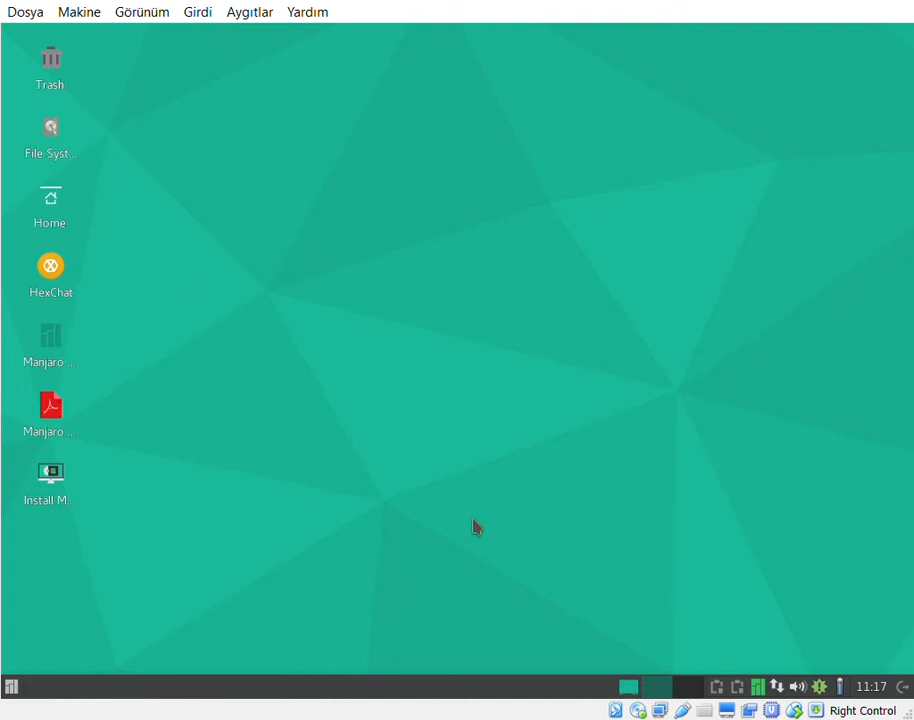 Dosya Makine Görünüm Girdi Aygıtlar Yardım
Trash
File Syst...
Home
HexChat
Manjaro ...
Manjaro ...
Install M...
11:17
Right Control